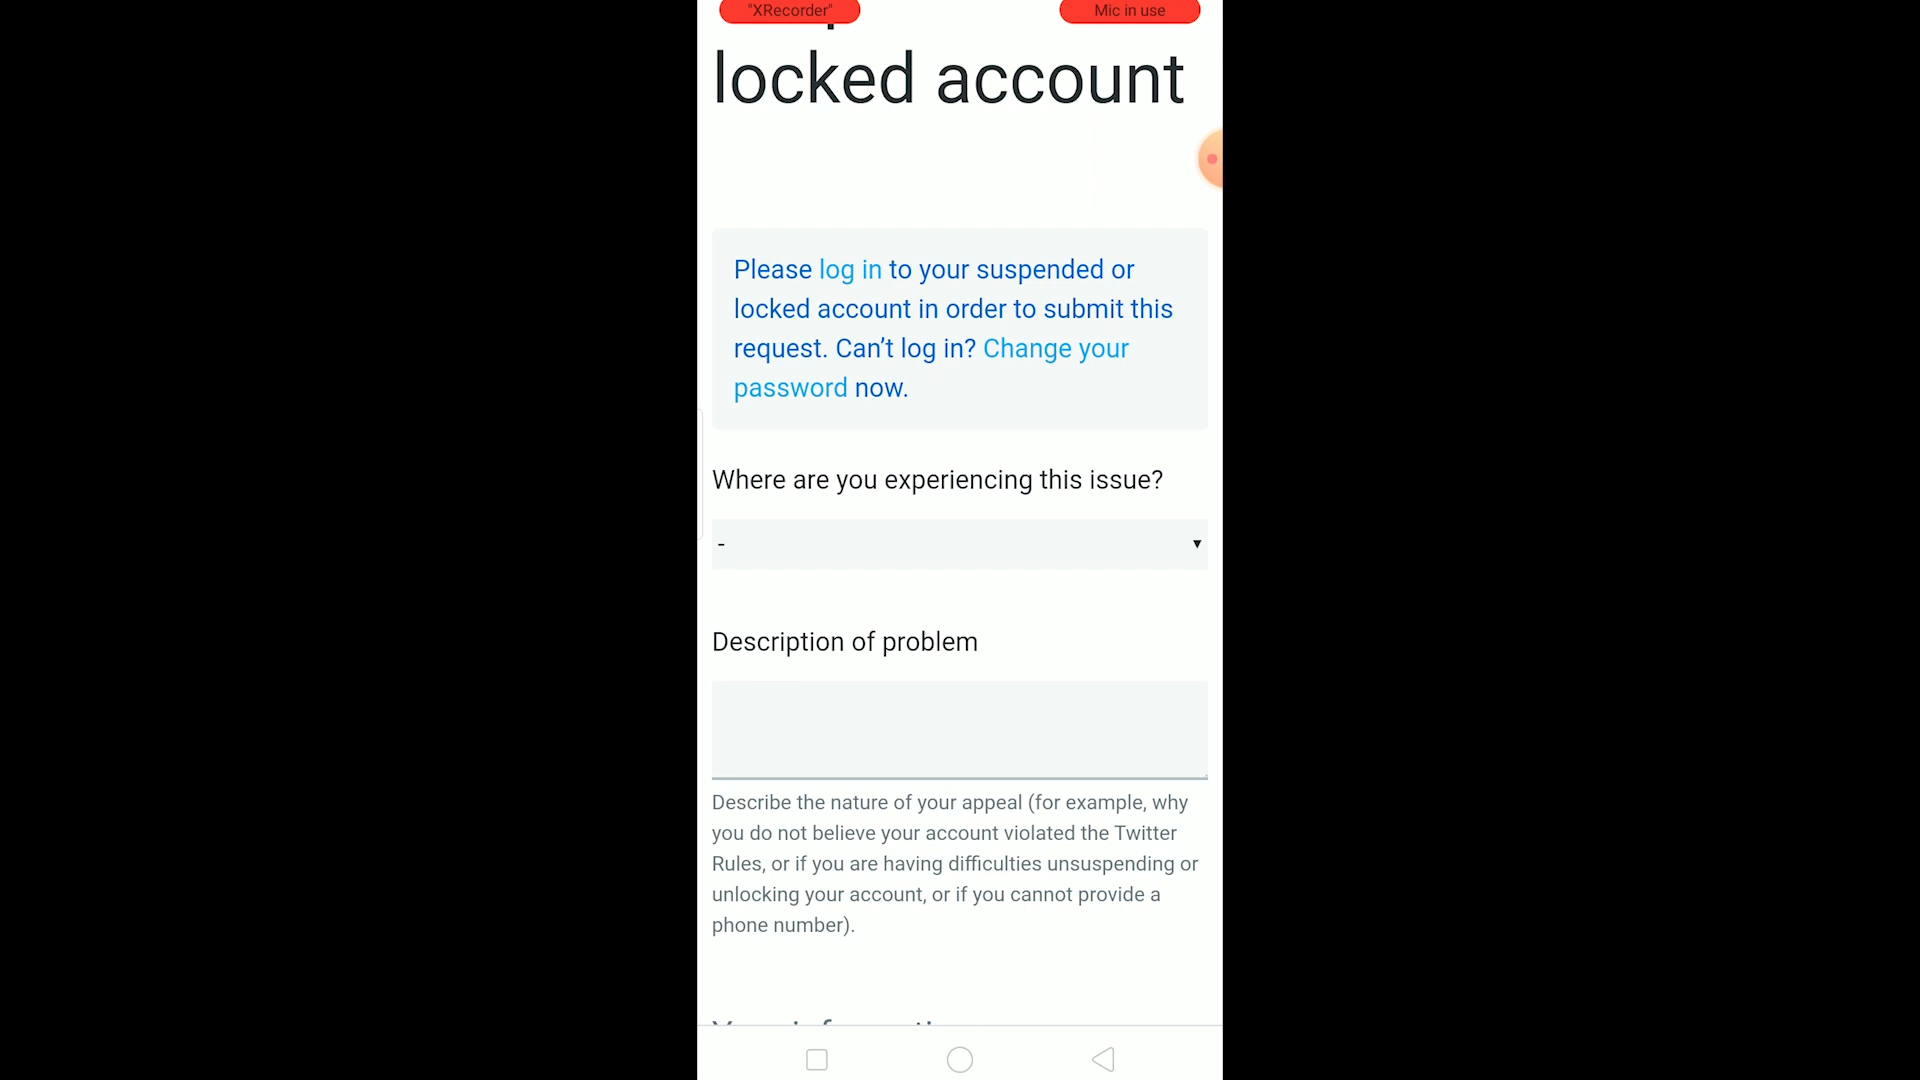 "XRecorder"
Mic in use
locked account
Please log in to your suspended or
locked account in order to submit this
request. Can’t log in? Change your
password now.
Where are you experiencing this issue?
-
Description of problem
Describe the nature of your appeal (for example, why
you do not believe your account violated the Twitter
Rules, or if you are having difficulties unsuspending or
unlocking your account, or if you cannot provide a
phone number).